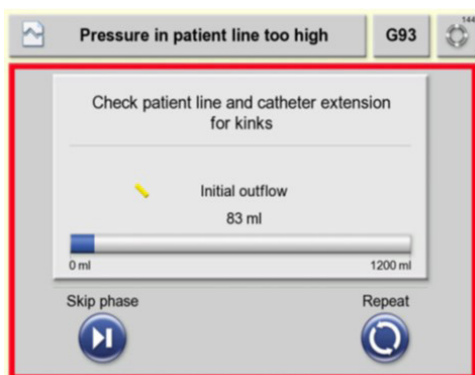 Pressure in patient line too high G93 144
Check patient line and catheter extension
for kinks
Initial outflow
83 ml
0 ml 1200 ml
Skip phase Repeat